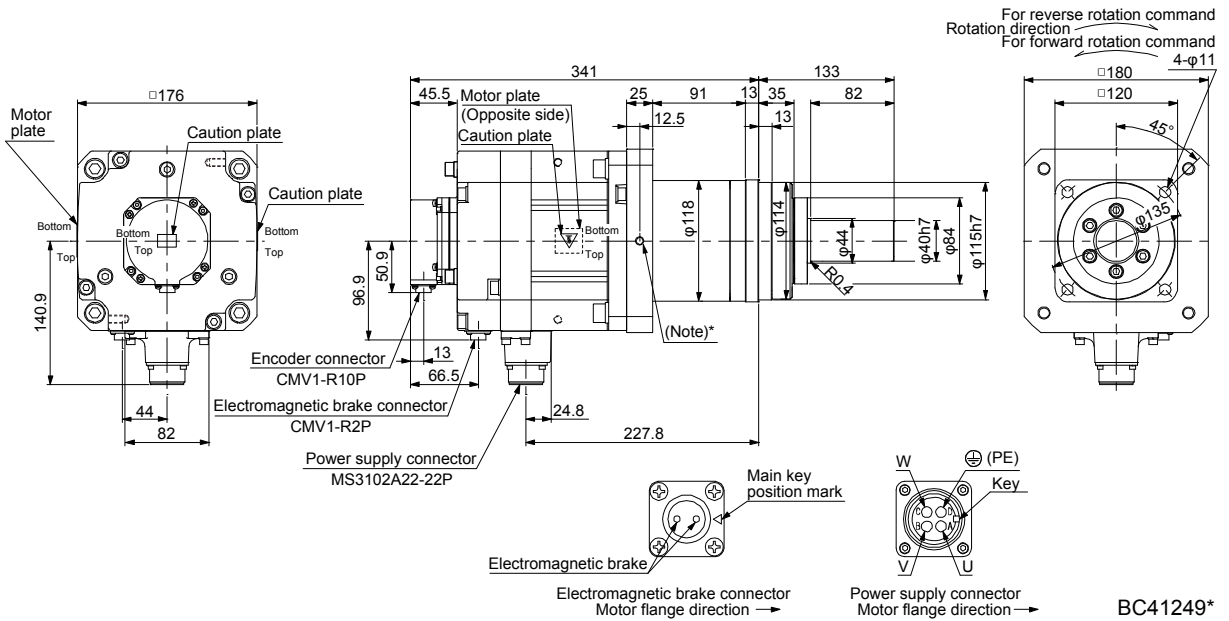 For reverse rotation command
Rotation direction
For forward rotation command
4-φ11
□176
341
133
□180
45.5
Motor plate
(Opposite side)
Caution plate
25
91
13
35
82
□120
12.5
13
45°
Motor
plate
Caution plate
Caution plate
Bottom
Top
Bottom
Top
Bottom
Top
Bottom
Top
140.9
96.9
50.9
φ118
φ114
φ44
φ40h7
φ84
φ115h7
R0.4
φ135
(Note)*
13
Encoder connector
CMV1-R10P
66.5
Electromagnetic brake connector
CMV1-R2P
44
82
24.8
227.8
Power supply connector
MS3102A22-22P
Main key
position mark
Electromagnetic brake
Electromagnetic brake connector
Motor flange direction
W
(PE)
Key
C
D
B
A
V
U
Power supply connector
Motor flange direction
BC41249*